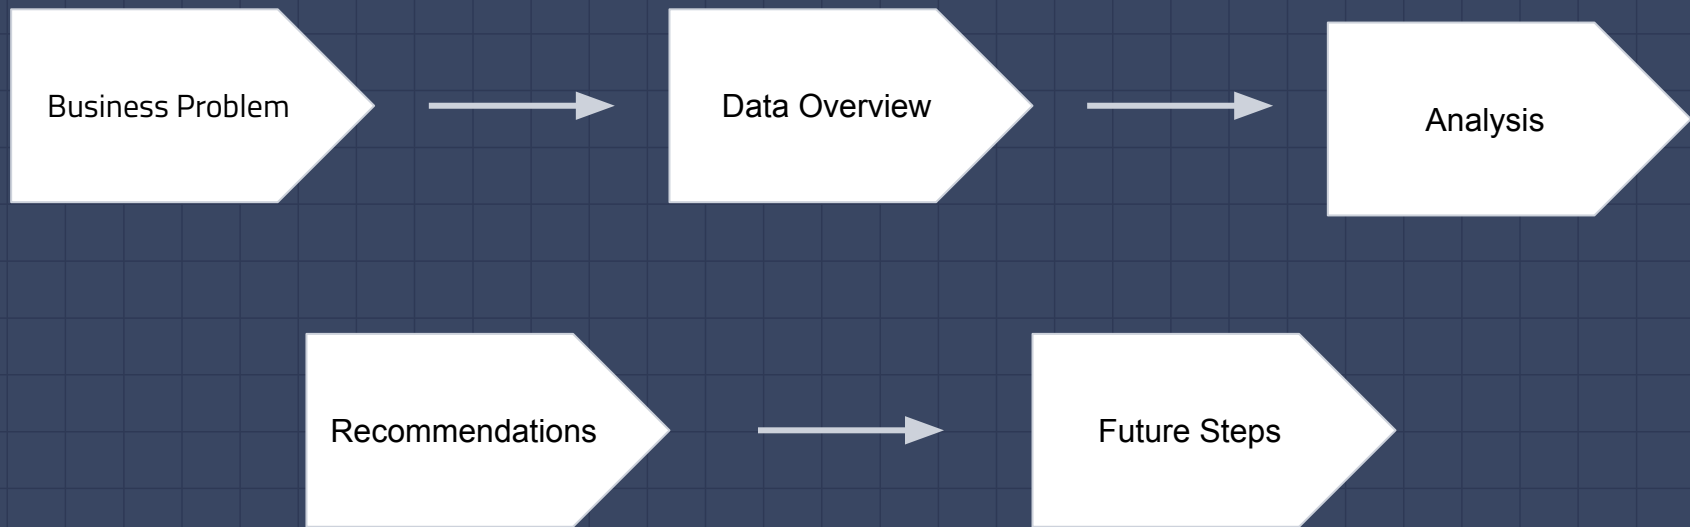 Business Problem
Data Overview
Analysis
Recommendations
Future Steps